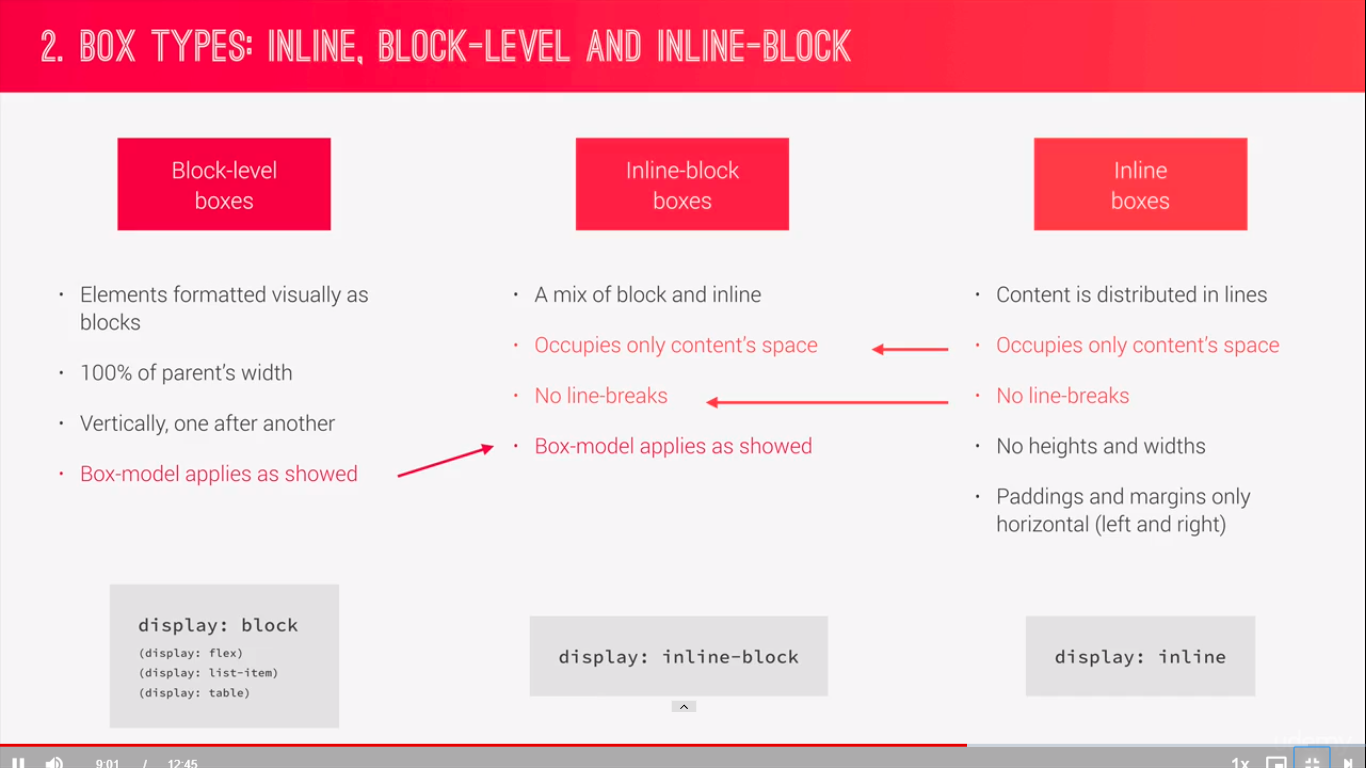 2. BOX TYPES: INLINE, BLOCK-LEVEL AND INLINE-BLOCK
Block-level
boxes
Elements formatted visually as
blocks
100% of parent's width
Vertically, one after another
Box-model applies as showed
display: block
(display: flex)
(display: list-item)
(display: table)
Inline-block
boxes
A mix of block and inline
Occupies only content's space
No line-breaks
Box-model applies as showed
display: inline-block
Inline
boxes
Content is distributed in lines
Occupies only content's space
No line-breaks
No heights and widths
Paddings and margins only
horizontal (left and right)
display: inline
udemy
9:01 / 12:45
1x